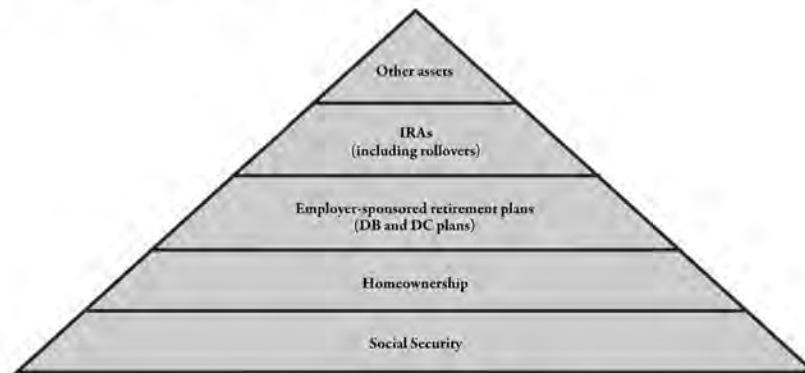 Other assets
IRAs
(including rollovers)
Employer-sponsored retirement plans
(DB and DC plans)
Homeownership
Social Security